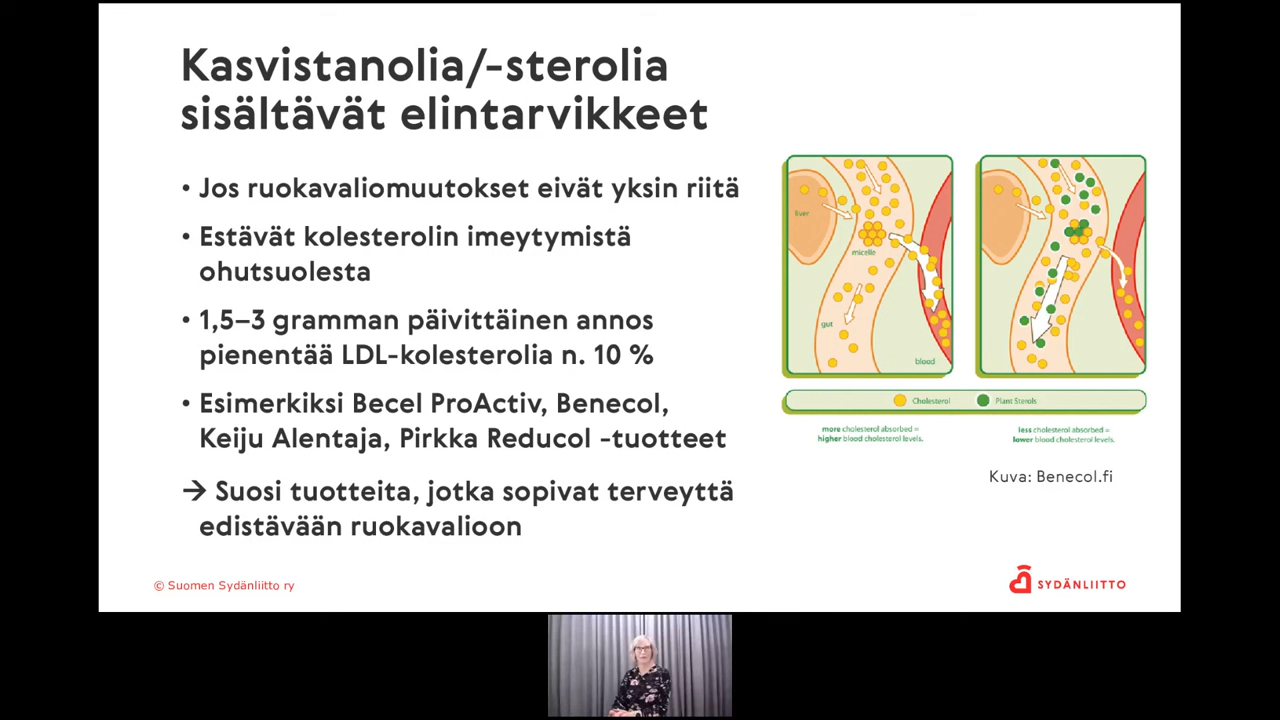 Kasvistanolia/-sterolia
sisältävät elintarvikkeet
• Jos ruokavaliomuutokset eivät yksin riitä
• Estävät kolesterolin imeytymistä
ohutsuolesta
• 1,5–3 gramman päivittäinen annos
pienentää LDL-kolesterolia n. 10 %
• Esimerkiksi Becel ProActiv, Benecol,
Keiju Alentaja, Pirkka Reducol -tuotteet
→ Suosi tuotteita, jotka sopivat terveyttä
edistävään ruokavalioon
liver
micelle
gut
blood
Cholesterol
Plant Sterols
more cholesterol absorbed =
higher blood cholesterol levels.
less cholesterol absorbed =
lower blood cholesterol levels.
Kuva: Benecol.fi
© Suomen Sydänliitto ry
SYDÄNLIITTO